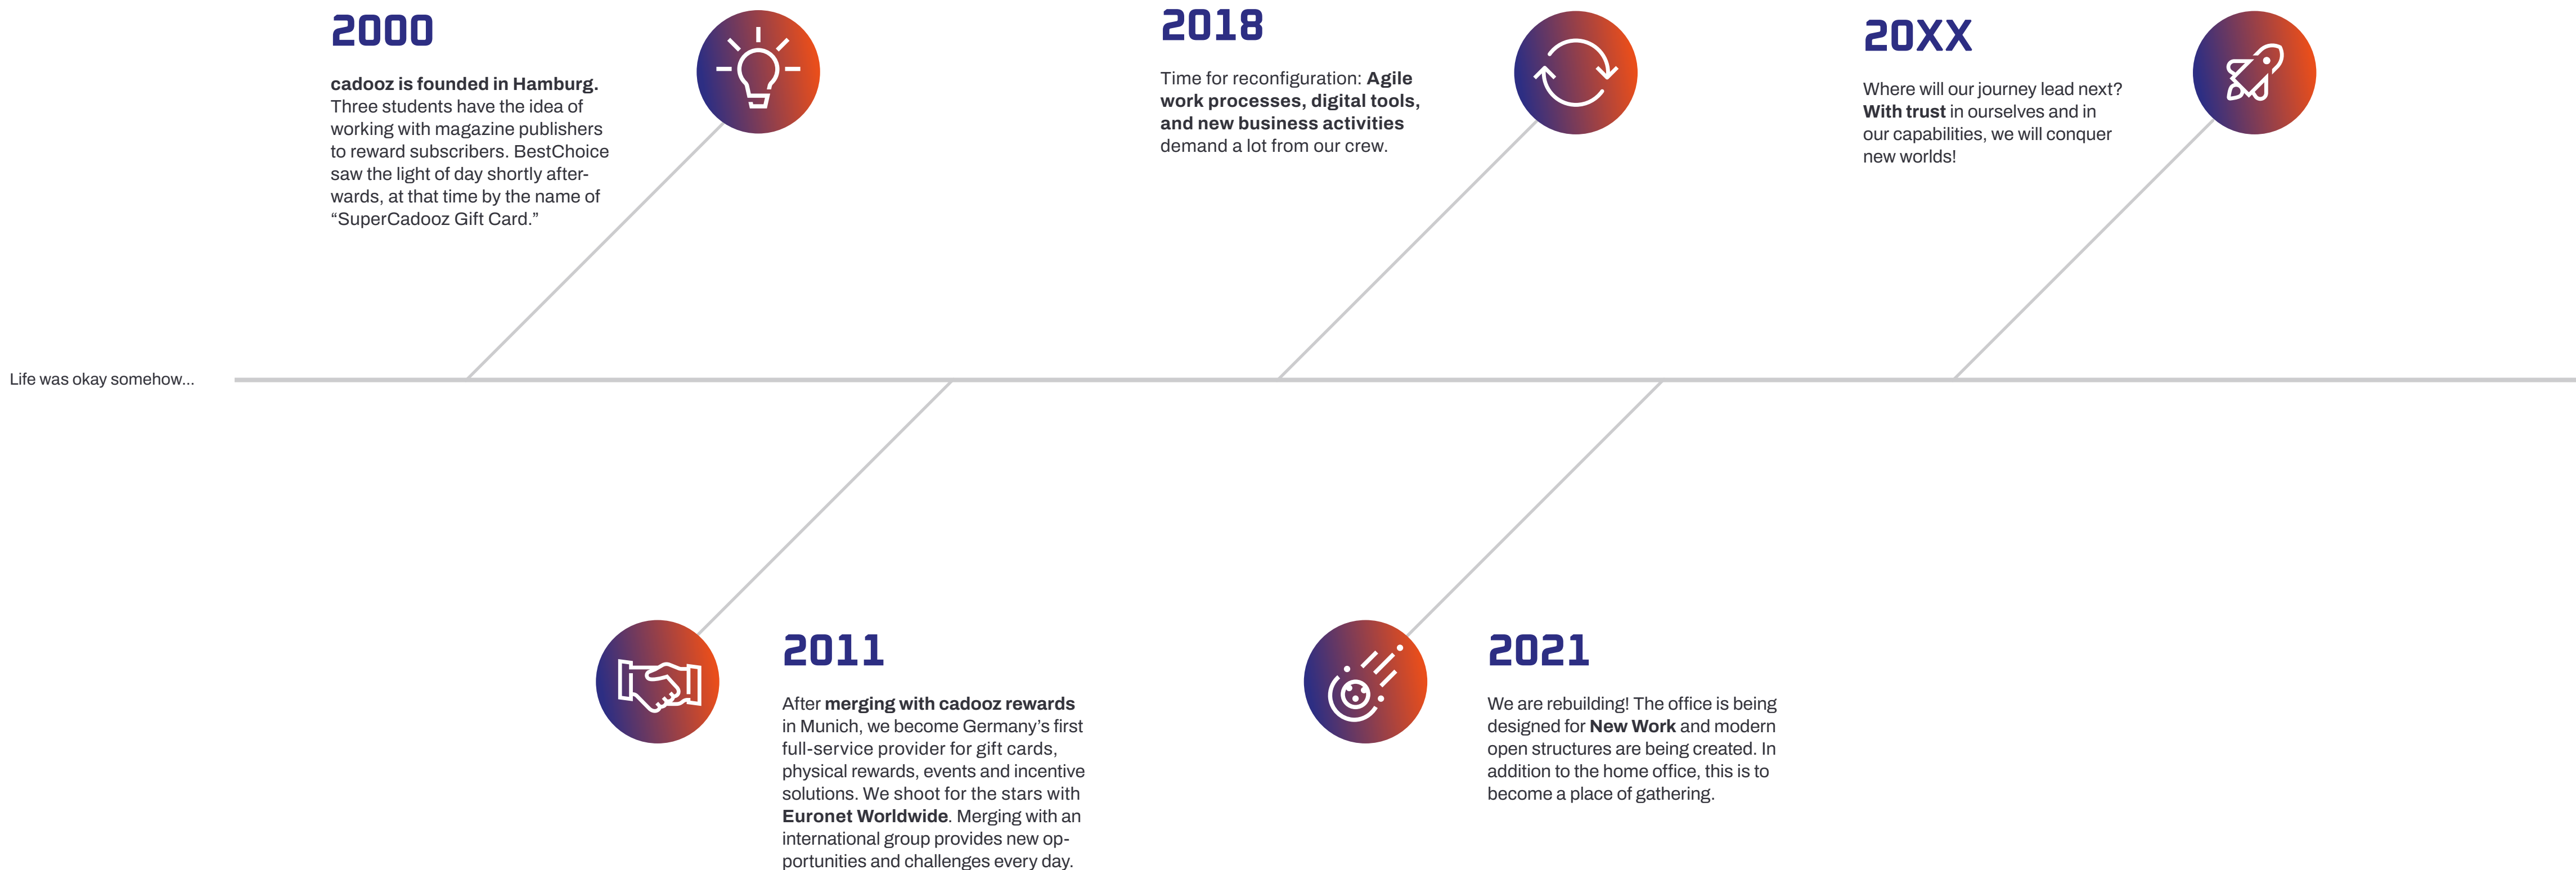 2000
cadooz is founded in Hamburg.
Three students have the idea of
working with magazine publishers
to reward subscribers. BestChoice
saw the light of day shortly after-
wards, at that time by the name of
“SuperCadooz Gift Card.”
2018
Time for reconfiguration: Agile
work processes, digital tools,
and new business activities
demand a lot from our crew.
20XX
Where will our journey lead next?
With trust in ourselves and in
our capabilities, we will conquer
new worlds!
Life was okay somehow...
2011
After merging with cadooz rewards
in Munich, we become Germany’s first
full-service provider for gift cards,
physical rewards, events and incentive
solutions. We shoot for the stars with
Euronet Worldwide. Merging with an
international group provides new op-
portunities and challenges every day.
2021
We are rebuilding! The office is being
designed for New Work and modern
open structures are being created. In
addition to the home office, this is to
become a place of gathering.